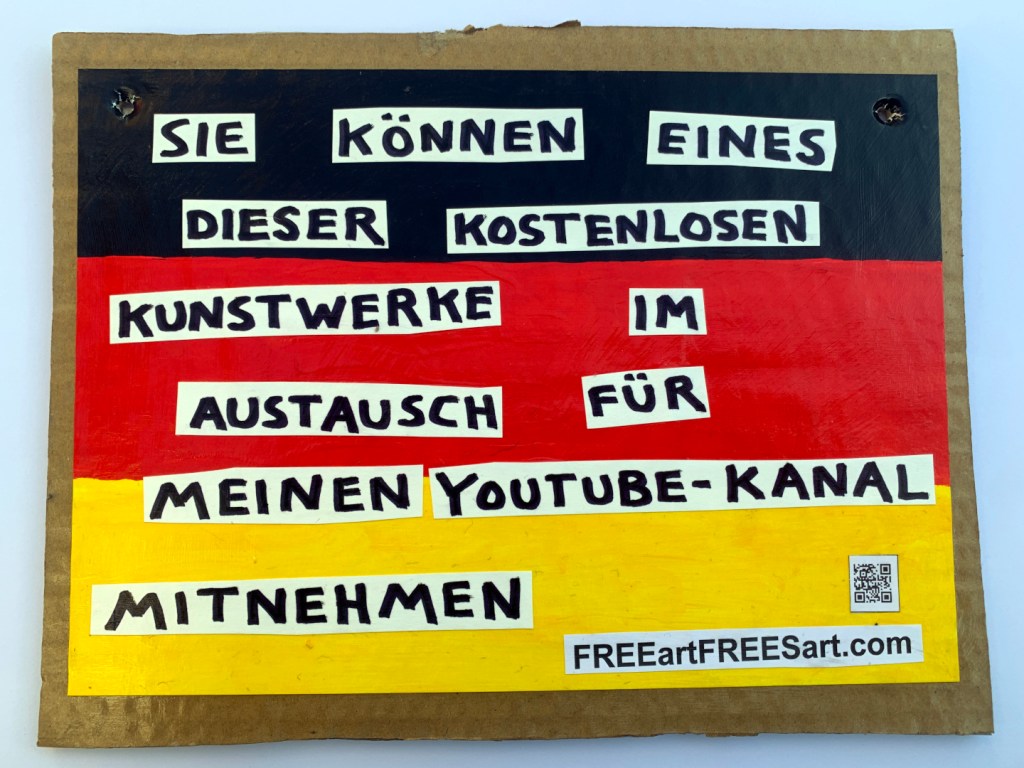 SIE KÖNNEN EINES
DIESER KOSTENLOSEN
KUNSTWERKE IM
AUSTAUSCH FÜR
MEINEN YOUTUBE-KANAL
MITNEHMEN
FREEartFREESart.com